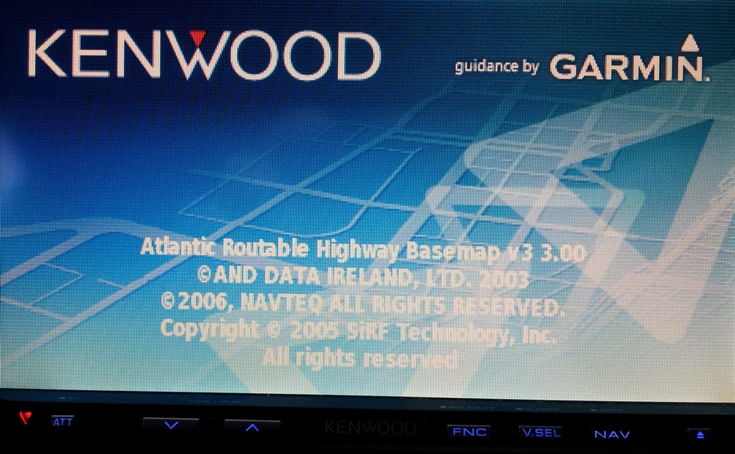 KENWOOD
guidance by GARMIN.
Atlantic Routable Highway Basemap v3 3.00
©AND DATA IRELAND, LTD. 2003
©2006, NAVTEQ ALL RIGHTS RESERVED.
Copyright © 2005 SiRF Technology, Inc.
All rights reserved
ATT KENWOOD FNC V.SEL NAV